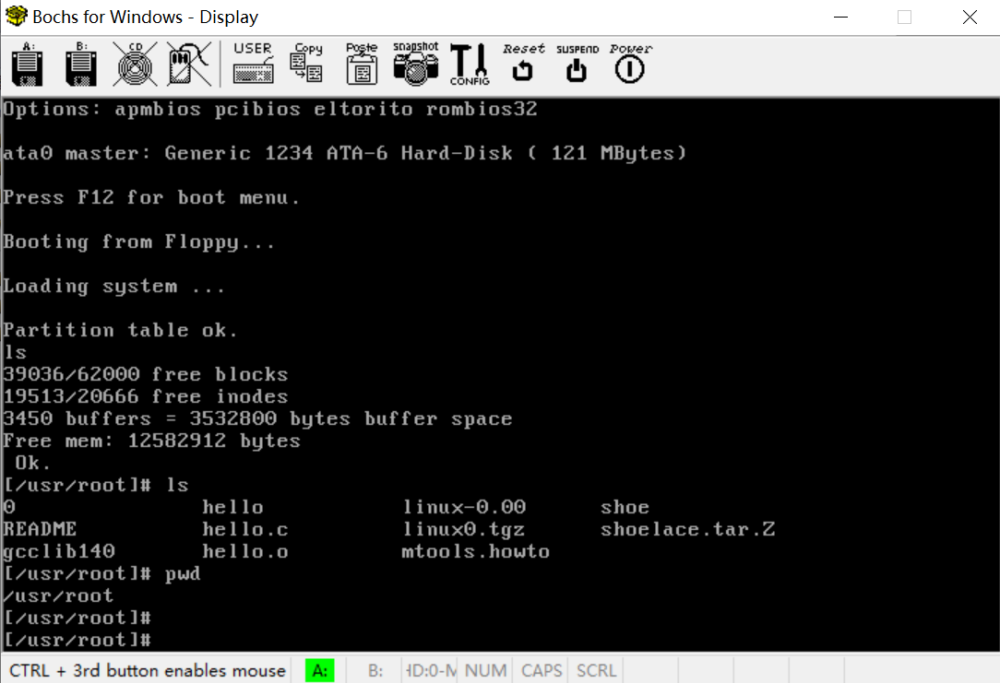 Bochs for Windows - Display
A: B: CD USER Copy Paste snapshot CONFIG Reset SUSPEND Power
Options: apmbios pcibios eltorito rombios32
ata0 master: Generic 1234 ATA-6 Hard-Disk ( 121 MBytes)
Press F12 for boot menu.
Booting from Floppy...
Loading system ...
Partition table ok.
ls
39036/62000 free blocks
19513/20666 free inodes
3450 buffers = 3532800 bytes buffer space
Free mem: 12582912 bytes
Ok.
[/usr/root]# ls
0 hello linux-0.00 shoe
README hello.c linux0.tgz shoelace.tar.Z
gcclib140 hello.o mtools.howto
[/usr/root]# pwd
/usr/root
[/usr/root]#
[/usr/root]#
CTRL + 3rd button enables mouse A: B: HD:0-M NUM CAPS SCRL